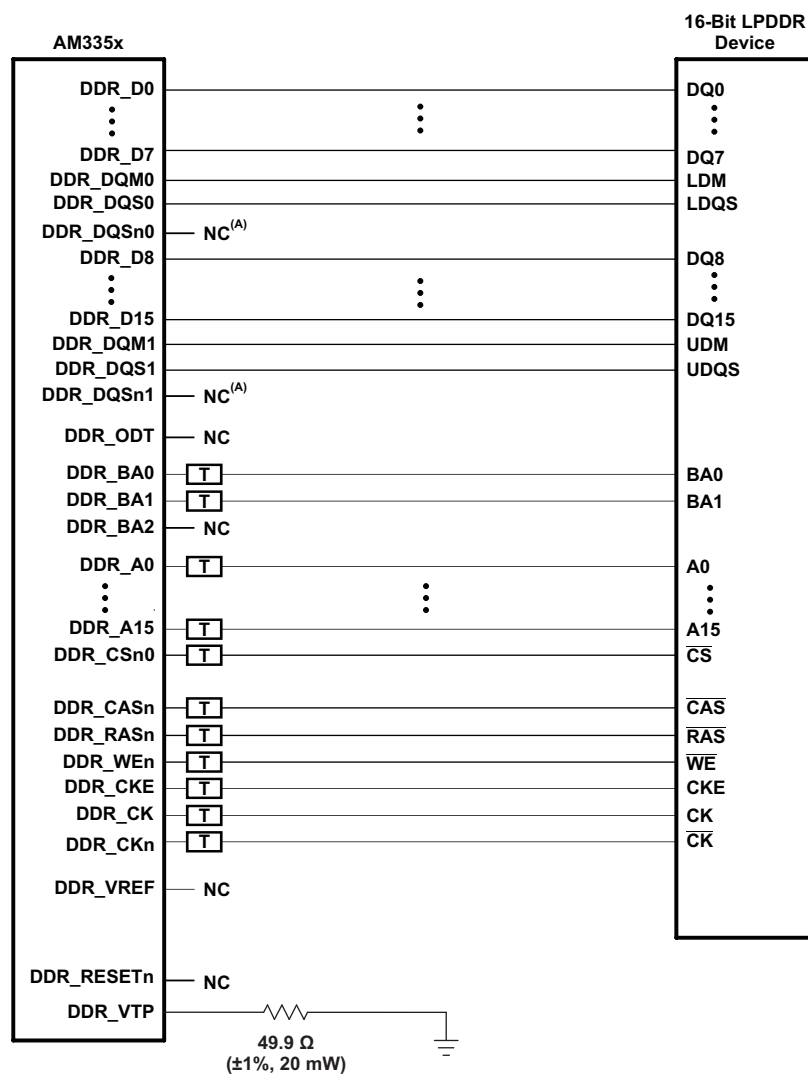 16-Bit LPDDR
Device
AM335x
DDR_D0 DQ0
DDR_D7 DQ7
DDR_DQM0 LDM
DDR_DQS0 LDQS
DDR_DQSn0 NC(A)
DDR_D8 DQ8
DDR_D15 DQ15
DDR_DQM1 UDM
DDR_DQS1 UDQS
DDR_DQSn1 NC(A)
DDR_ODT NC
DDR_BA0 T BA0
DDR_BA1 T BA1
DDR_BA2 NC
DDR_A0 T A0
DDR_A15 T A15
DDR_CSn0 T CS
DDR_CASn T CAS
DDR_RASn T RAS
DDR_WEn T WE
DDR_CKE T CKE
DDR_CK T CK
DDR_CKn T CK
DDR_VREF NC
DDR_RESETn NC
DDR_VTP
49.9 Ω
(±1%, 20 mW)